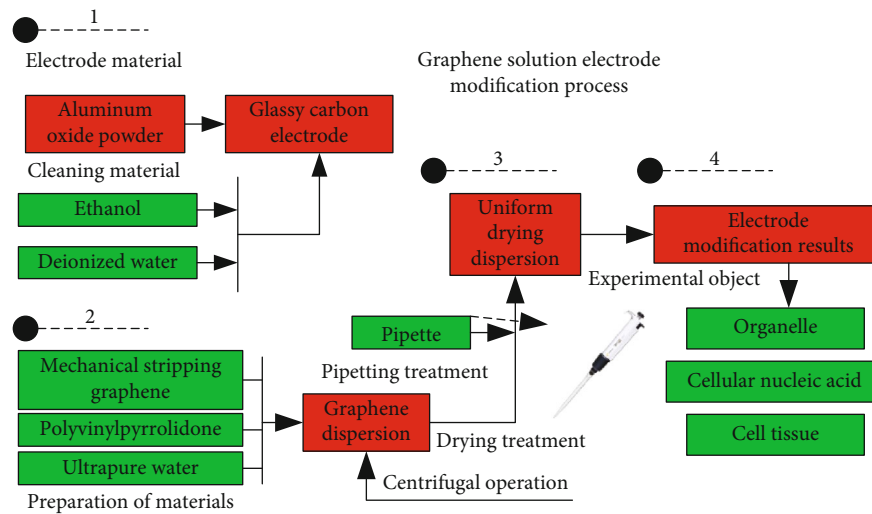 1
Electrode material
Graphene solution electrode
modification process
Aluminum
oxide powder
Glassy carbon
electrode
Cleaning material
Ethanol
Deionized water
3
4
Uniform
drying
dispersion
Electrode
modification results
Experimental object
2
Pipette
Pipetting treatment
Organelle
Cellular nucleic acid
Cell tissue
Mechanical stripping
graphene
Polyvinylpyrrolidone
Ultrapure water
Graphene
dispersion
Drying treatment
Centrifugal operation
Preparation of materials